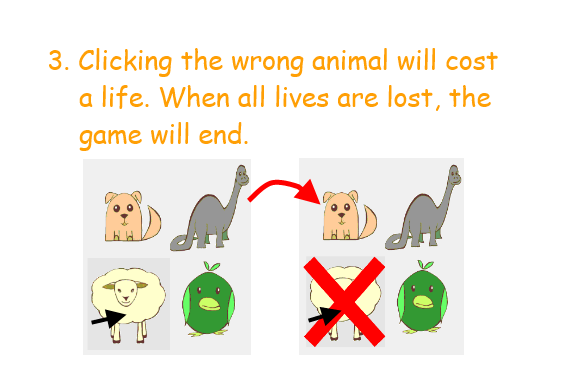 3. Clicking the wrong animal will cost
a life. When all lives are lost, the
game will end.